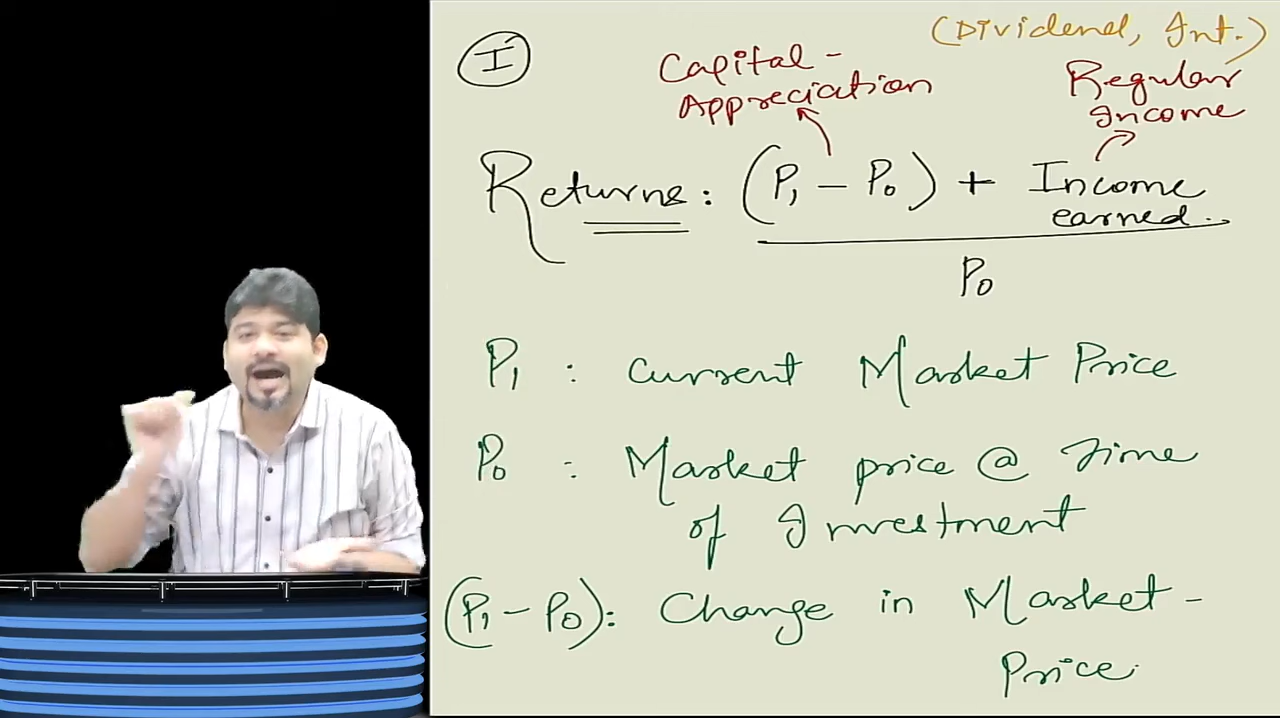 I
(Dividend, Int.)
Capital-
Appreciation
Regular
Income
Returns: (P₁ - P₀) + Income
earned.
P₀
P₁ : Current Market Price
P₀ : Market price @ Time
of Investment
(P₁ - P₀): Change in Market-
Price.